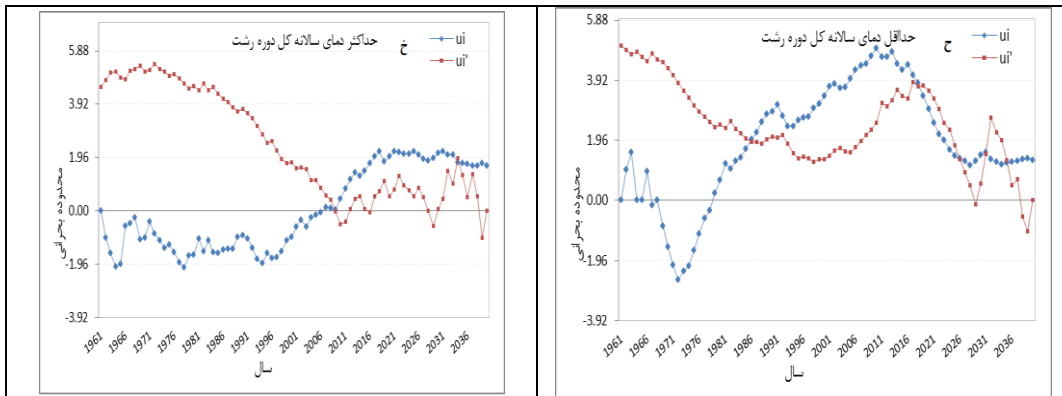 خ حداکثر دمای سالانه کل دوره رشت
ui
ui'
5.88
3.92
1.96
0.00
-1.96
-3.92
محدوده بحرانی
1961 1966 1971 1976 1981 1986 1991 1996 2001 2006 2011 2016 2021 2026 2031 2036
سال
ح حداقل دمای سالانه کل دوره رشت
ui
ui'
5.88
3.92
1.96
0.00
-1.96
-3.92
محدوده بحرانی
1961 1966 1971 1976 1981 1986 1991 1996 2001 2006 2011 2016 2021 2026 2031 2036
سال